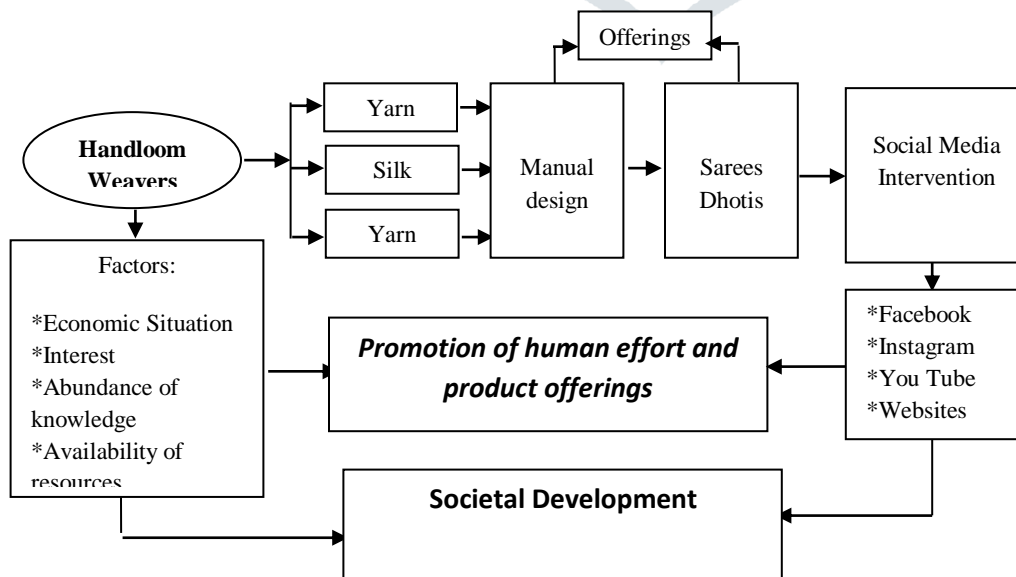 Offerings
Handloom
Weavers
Yarn
Silk
Yarn
Manual
design
Sarees
Dhotis
Social Media
Intervention
Factors:
*Economic Situation
*Interest
*Abundance of
knowledge
*Availability of
resources
Promotion of human effort and
product offerings
*Facebook
*Instagram
*You Tube
*Websites
Societal Development